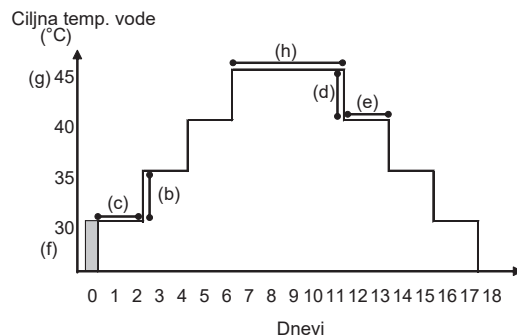 Ciljna temp. vode
(°C)
(h)
(g) 45
(d)
(e)
40
35
(c)
(b)
30
(f)
0 1 2 3 4 5 6 7 8 9 10 11 12 13 14 15 16 17 18
Dnevi